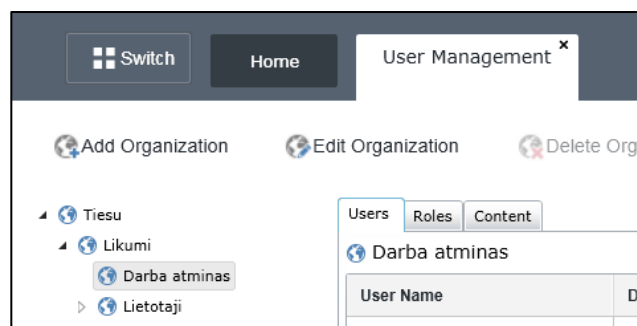 Switch Home User Management ×
Add Organization Edit Organization Delete Org
Tiesu
Likumi
Darba atminas
Lietotaji
Users Roles Content
Darba atminas
User Name D